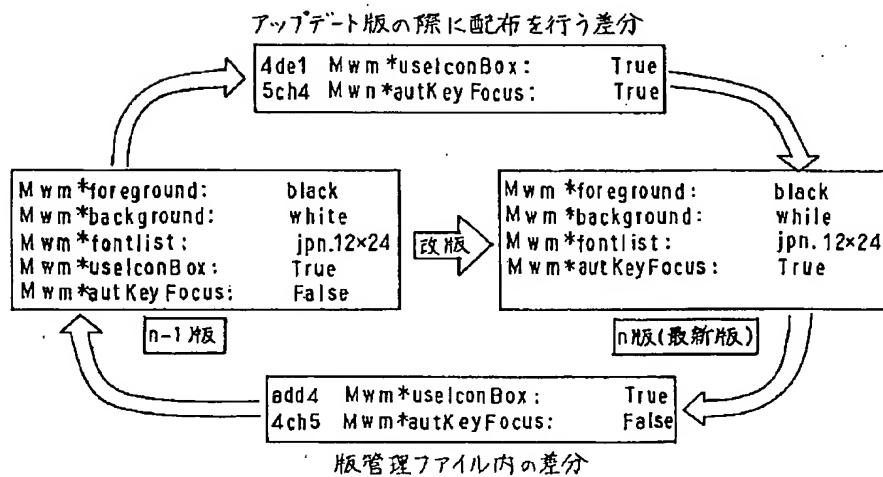 アップデート版の際に配布を行う差分
4de1 Mwm*useIconBox: True
5ch4 Mwn*autKeyFocus: True
Mwm*foreground: black
Mwm*background: white
Mwm*fontlist: jpn.12×24
Mwm*useIconBox: True
Mwm*autKeyFocus: False
n-1版
改版
Mwm*foreground: black
Mwm*background: while
Mwm*fontlist: jpn.12×24
Mwm*autKeyFocus: True
n版(最新版)
add4 Mwm*useIconBox: True
4ch5 Mwm*autKeyFocus: False
版管理ファイル内の差分